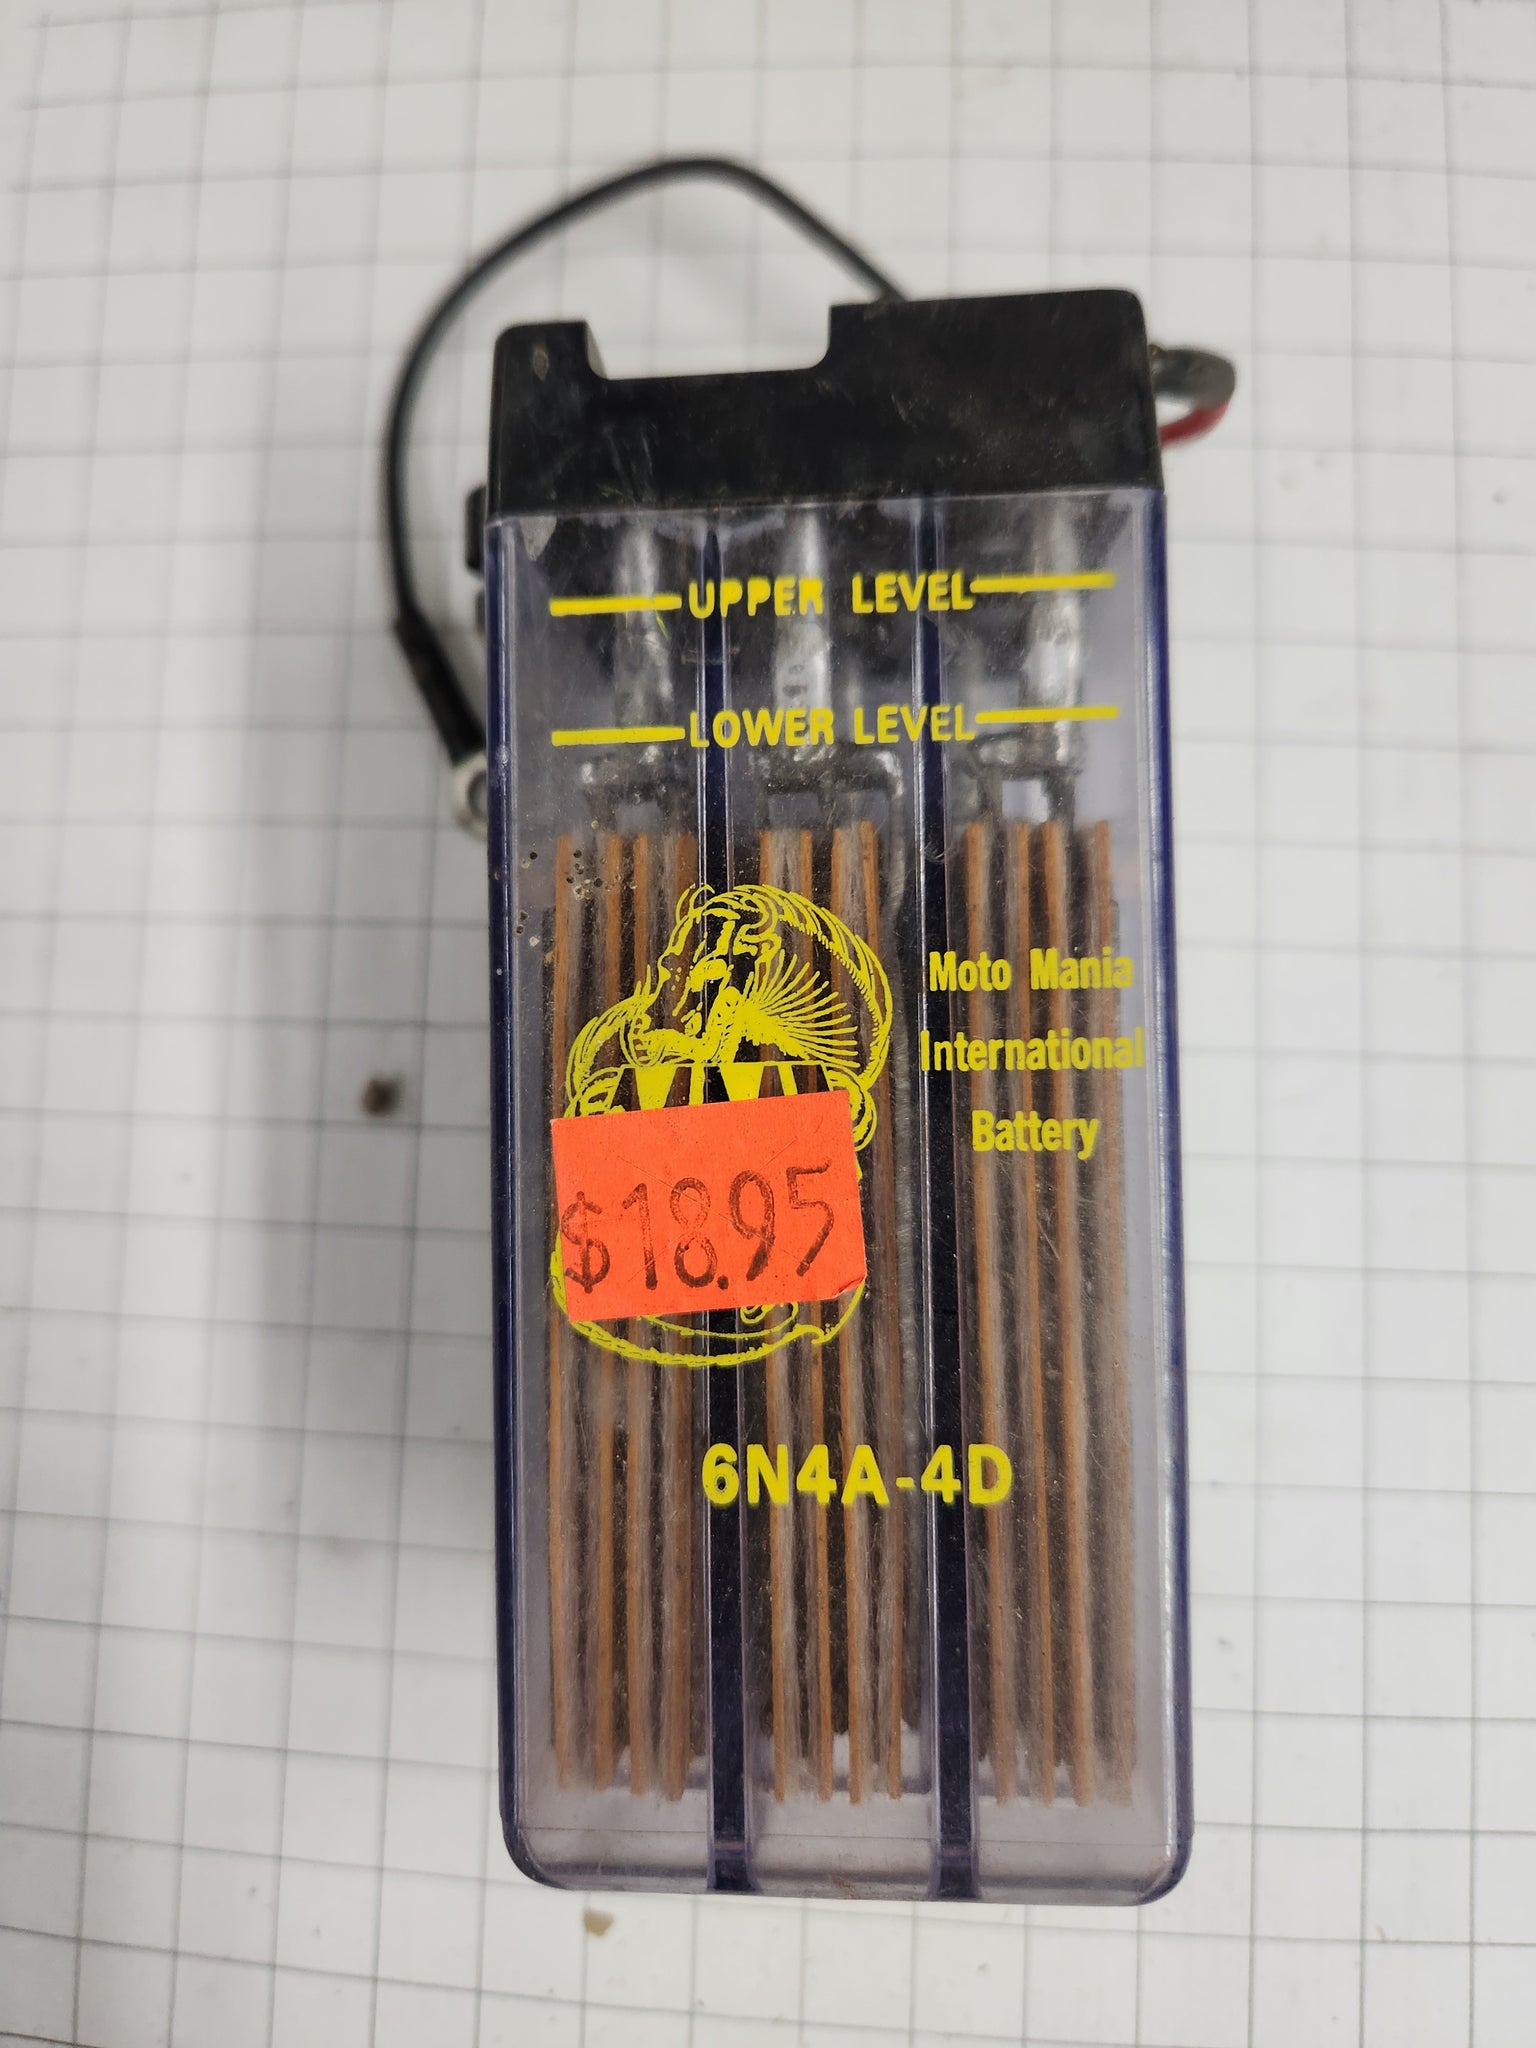 UPPER LEVEL
LOWER LEVEL
Moto Mania
International
Battery
$18.95
6N4A-4D